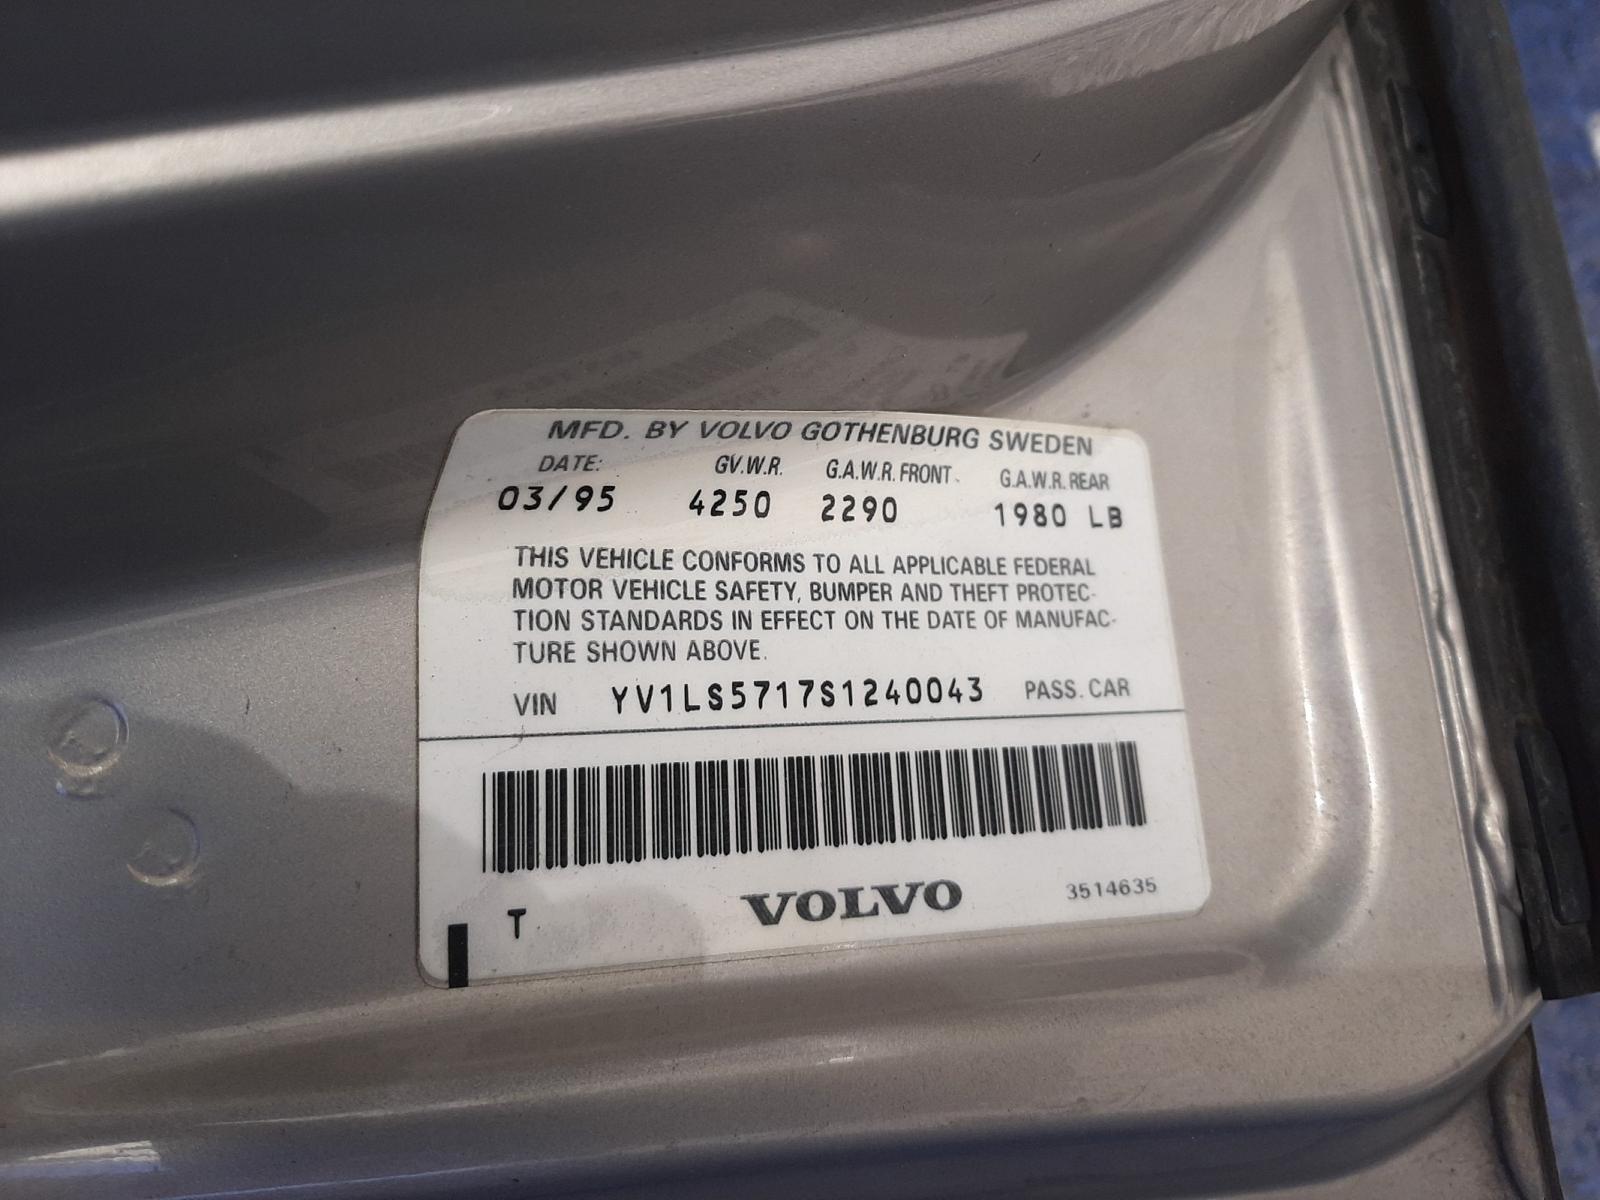 MFD. BY VOLVO GOTHENBURG SWEDEN
DATE: GV.W.R. G.A.W.R. FRONT G.A.W.R. REAR
03/95 4250 2290 1980 LB
THIS VEHICLE CONFORMS TO ALL APPLICABLE FEDERAL
MOTOR VEHICLE SAFETY, BUMPER AND THEFT PROTEC-
TION STANDARDS IN EFFECT ON THE DATE OF MANUFAC-
TURE SHOWN ABOVE.
VIN YV1LS5717S1240043 PASS. CAR
T VOLVO 3514635